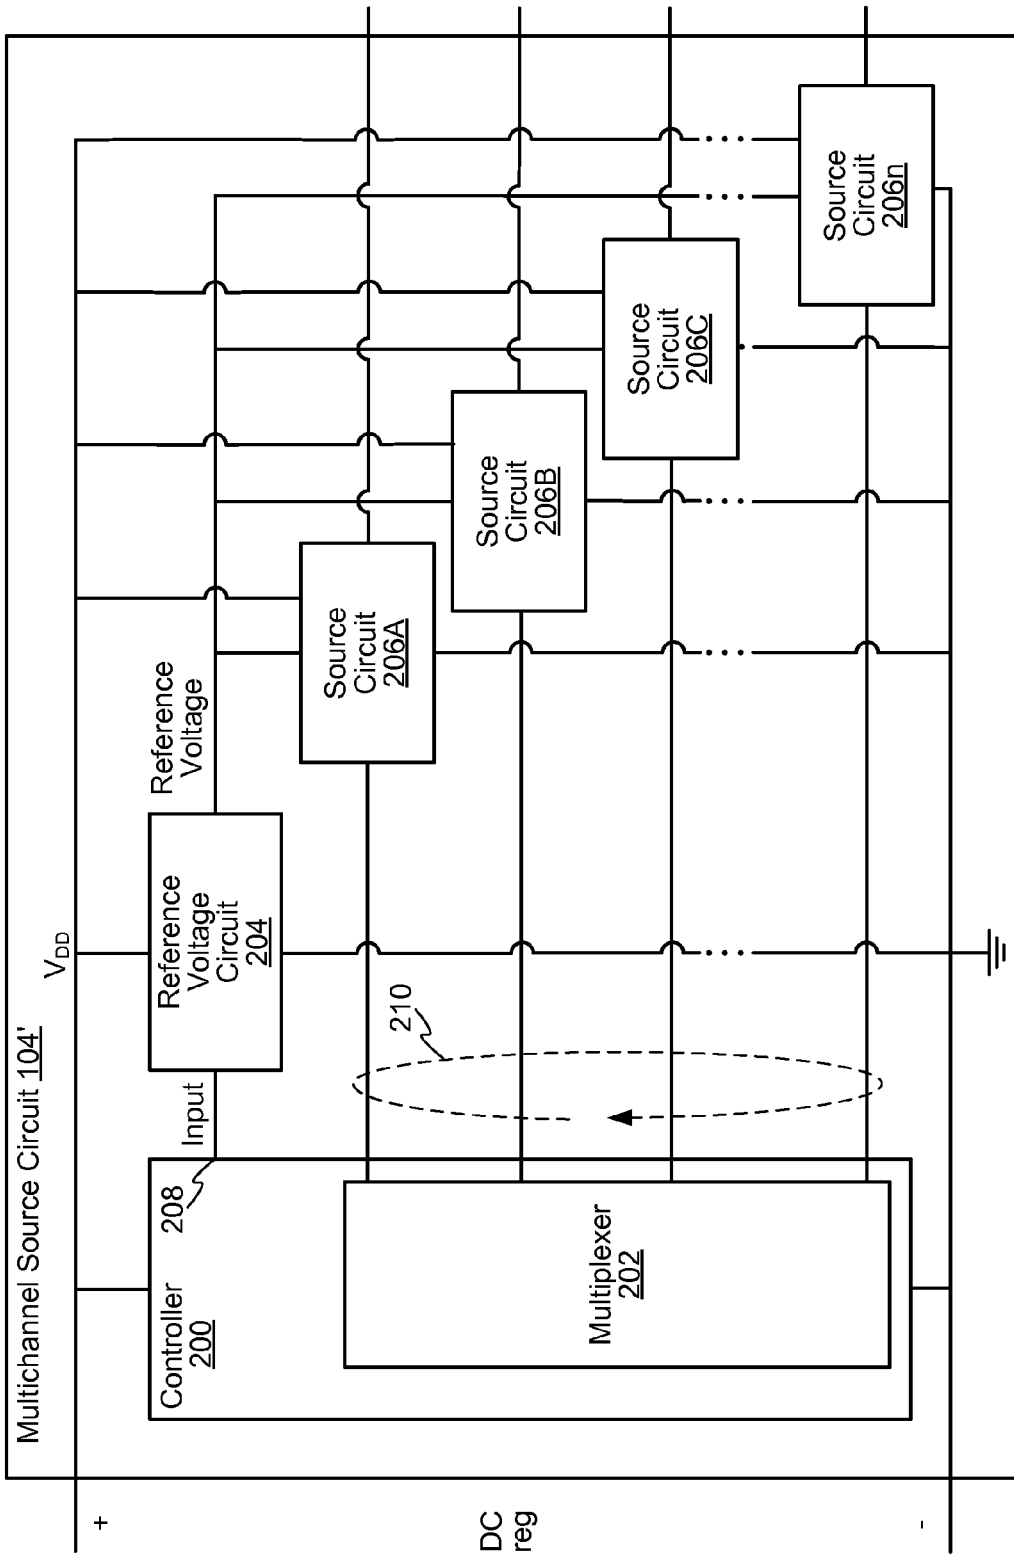 Multichannel Source Circuit 104'
+
DC
reg
-
V_DD
Controller
200
208
Input
Multiplexer
202
210
Reference
Voltage
Circuit
204
Reference
Voltage
Source
Circuit
206A
Source
Circuit
206B
Source
Circuit
206C
Source
Circuit
206n